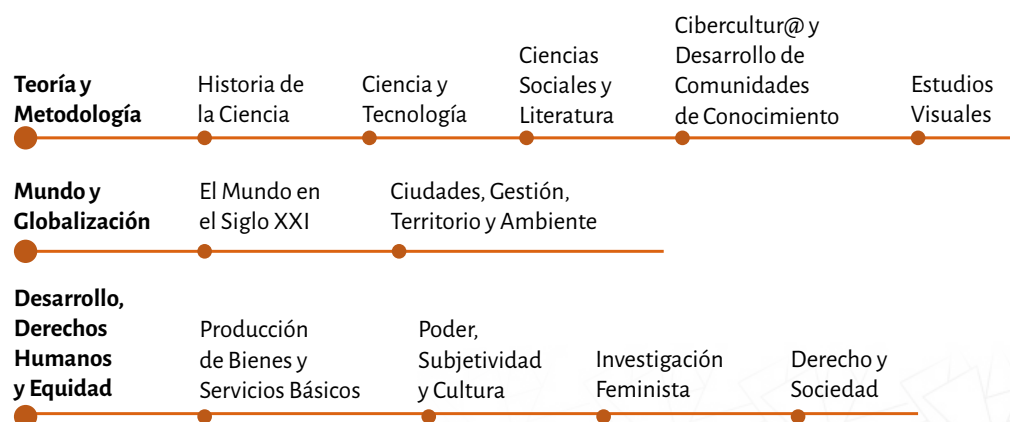 Teoría y
Metodología
Historia de
la Ciencia
Ciencia y
Tecnología
Ciencias
Sociales y
Literatura
Cibercultur@ y
Desarrollo de
Comunidades
de Conocimiento
Estudios
Visuales
Mundo y
Globalización
El Mundo en
el Siglo XXI
Ciudades, Gestión,
Territorio y Ambiente
Desarrollo,
Derechos
Humanos
y Equidad
Producción
de Bienes y
Servicios Básicos
Poder,
Subjetividad
y Cultura
Investigación
Feminista
Derecho y
Sociedad